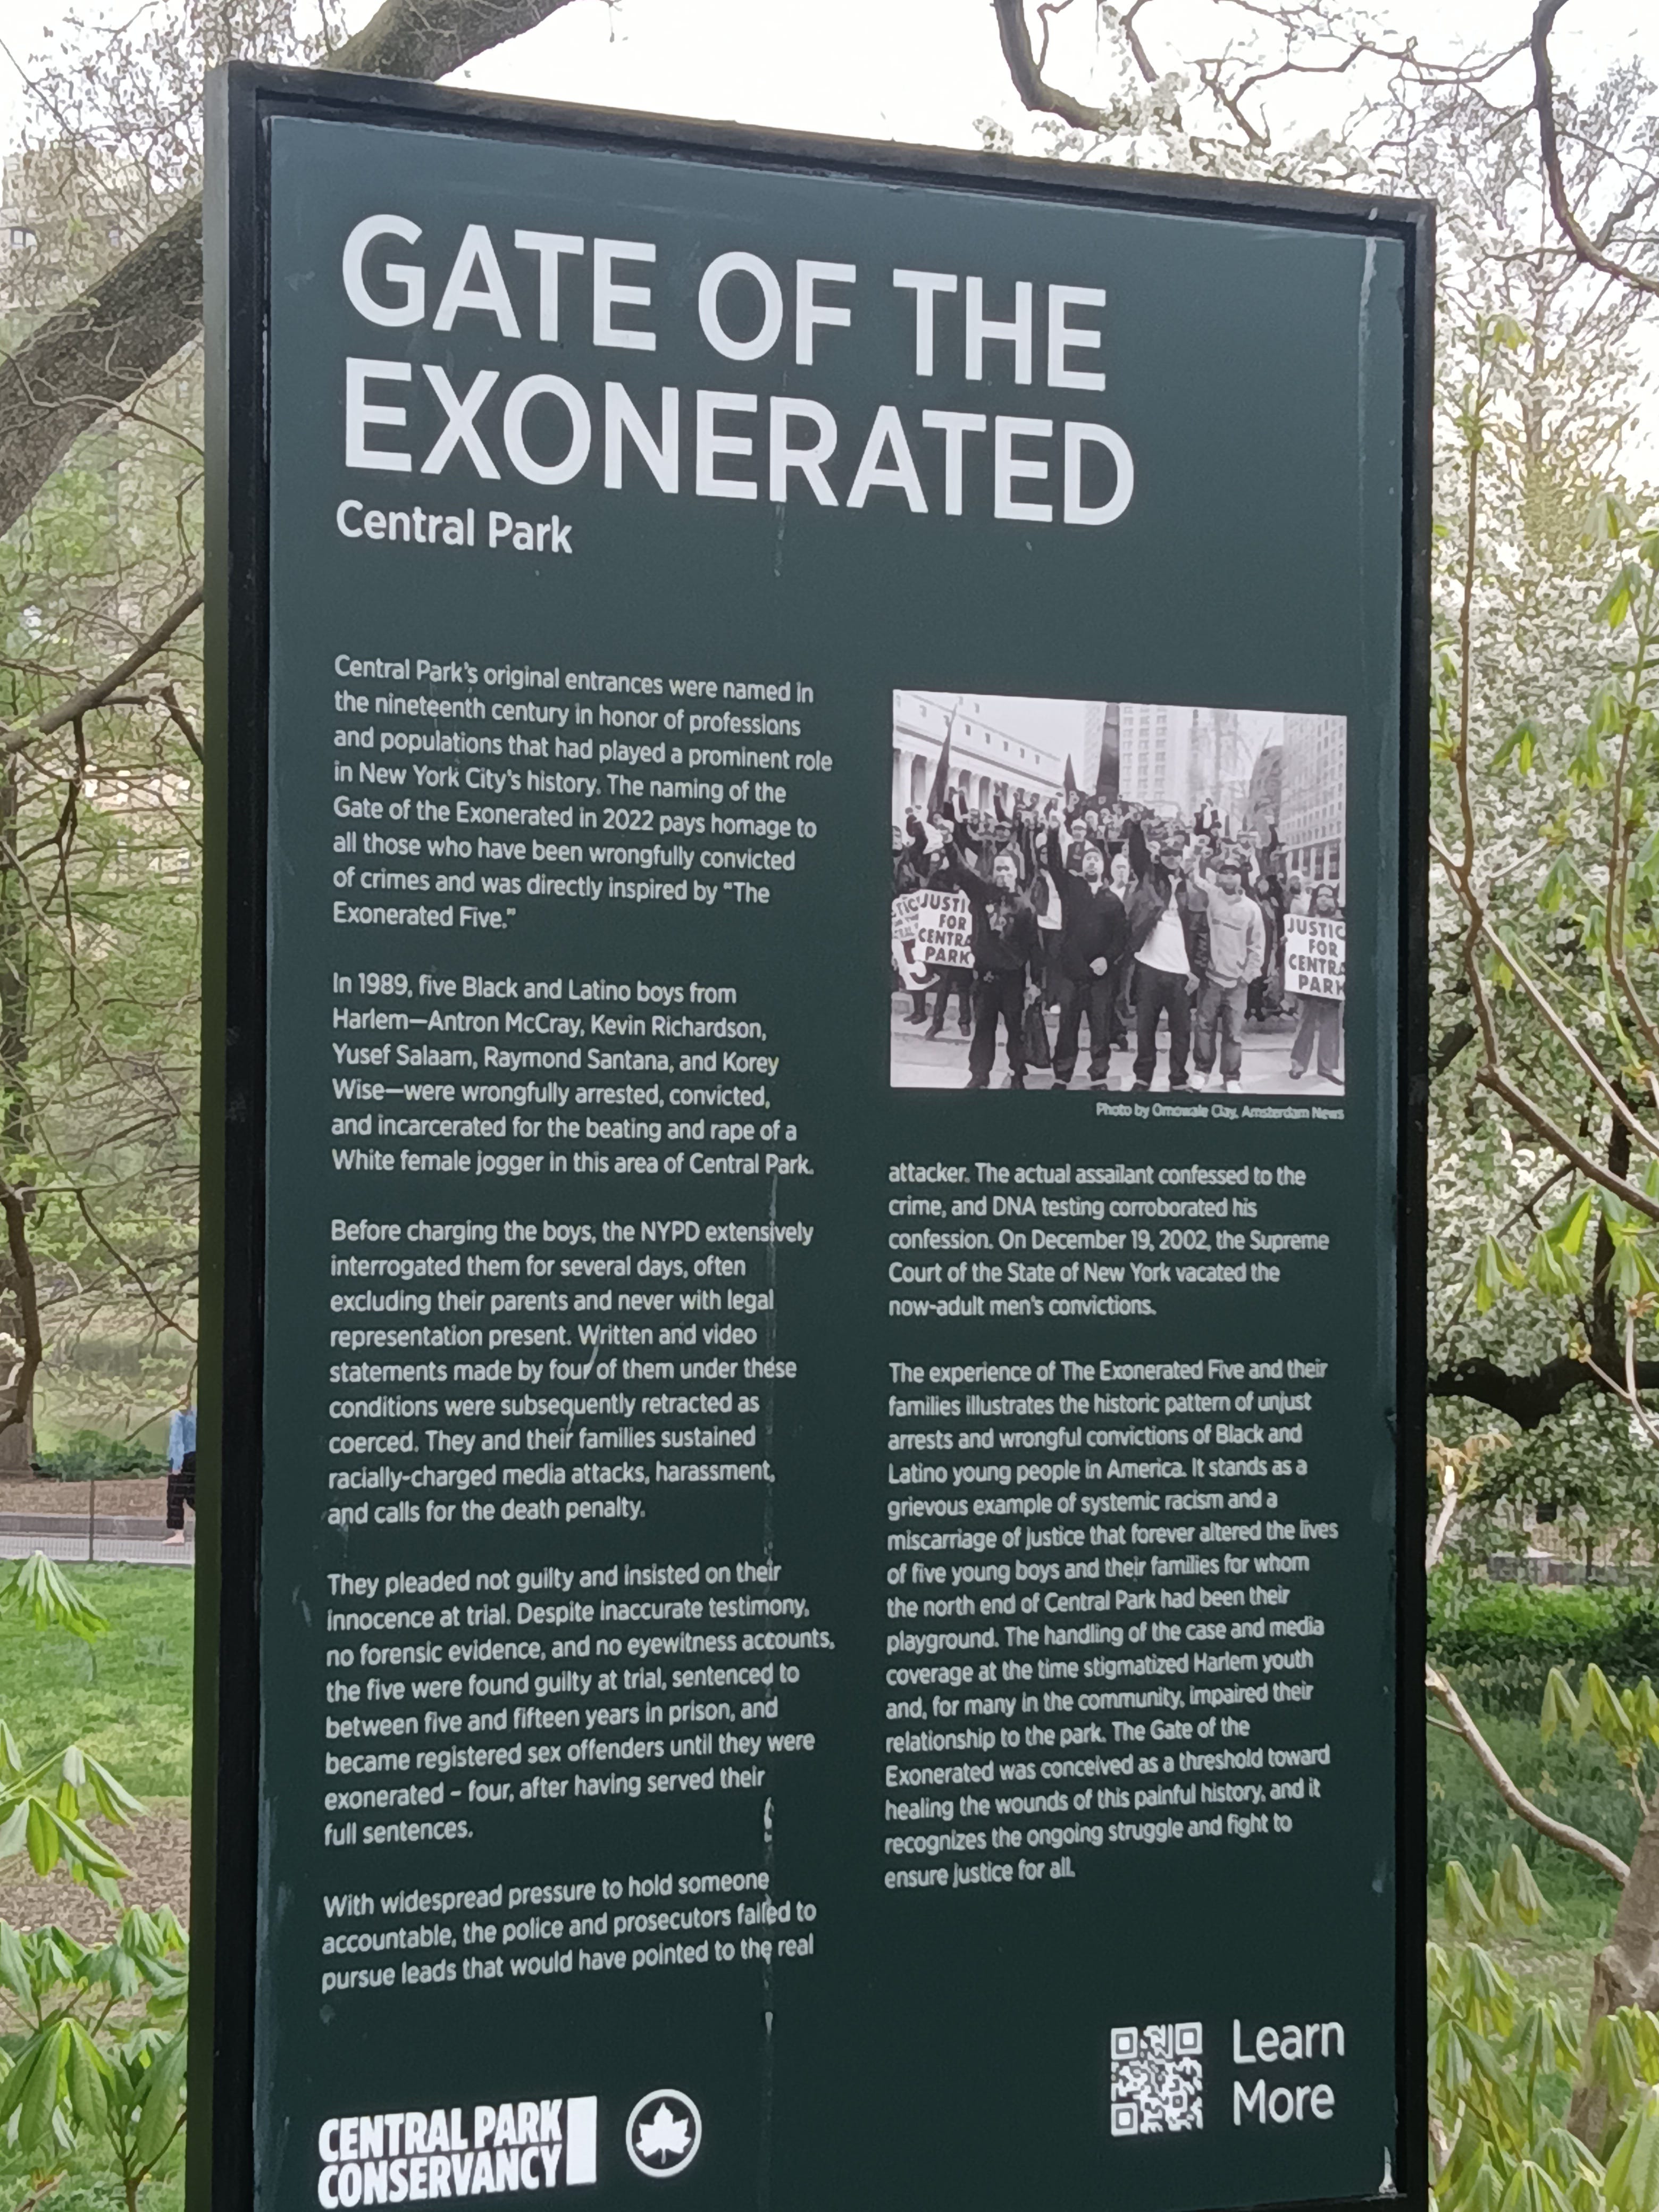 GATE OF THE
EXONERATED
Central Park
Central Park's original entrances were named in
the nineteenth century in honor of professions
and populations that had played a prominent role
in New York City's history. The naming of the
Gate of the Exonerated in 2022 pays homage to
all those who have been wrongfully convicted
of crimes and was directly inspired by "The
Exonerated Five."
In 1989, five Black and Latino boys from
Harlem—Antron McCray, Kevin Richardson,
Yusef Salaam, Raymond Santana, and Korey
Wise—were wrongfully arrested, convicted,
and incarcerated for the beating and rape of a
White female jogger in this area of Central Park.
Before charging the boys, the NYPD extensively
interrogated them for several days, often
excluding their parents and never with legal
representation present. Written and video
statements made by four of them under these
conditions were subsequently retracted as
coerced. They and their families sustained
racially-charged media attacks, harassment,
and calls for the death penalty.
They pleaded not guilty and insisted on their
innocence at trial. Despite inaccurate testimony,
no forensic evidence, and no eyewitness accounts,
the five were found guilty at trial, sentenced to
between five and fifteen years in prison, and
became registered sex offenders until they were
exonerated – four, after having served their
full sentences.
With widespread pressure to hold someone
accountable, the police and prosecutors failed to
pursue leads that would have pointed to the real
JUSTI
FOR
CENTRA
PARK
5
JUSTIC
FOR
CENTRA
PARK
Photo by Omowale Clay, Amsterdam News
attacker. The actual assailant confessed to the
crime, and DNA testing corroborated his
confession. On December 19, 2002, the Supreme
Court of the State of New York vacated the
now-adult men's convictions.
The experience of The Exonerated Five and their
families illustrates the historic pattern of unjust
arrests and wrongful convictions of Black and
Latino young people in America. It stands as a
grievous example of systemic racism and a
miscarriage of justice that forever altered the lives
of five young boys and their families for whom
the north end of Central Park had been their
playground. The handling of the case and media
coverage at the time stigmatized Harlem youth
and, for many in the community, impaired their
relationship to the park. The Gate of the
Exonerated was conceived as a threshold toward
healing the wounds of this painful history, and it
recognizes the ongoing struggle and fight to
ensure justice for all.
CENTRAL PARK
CONSERVANCY
Learn
More